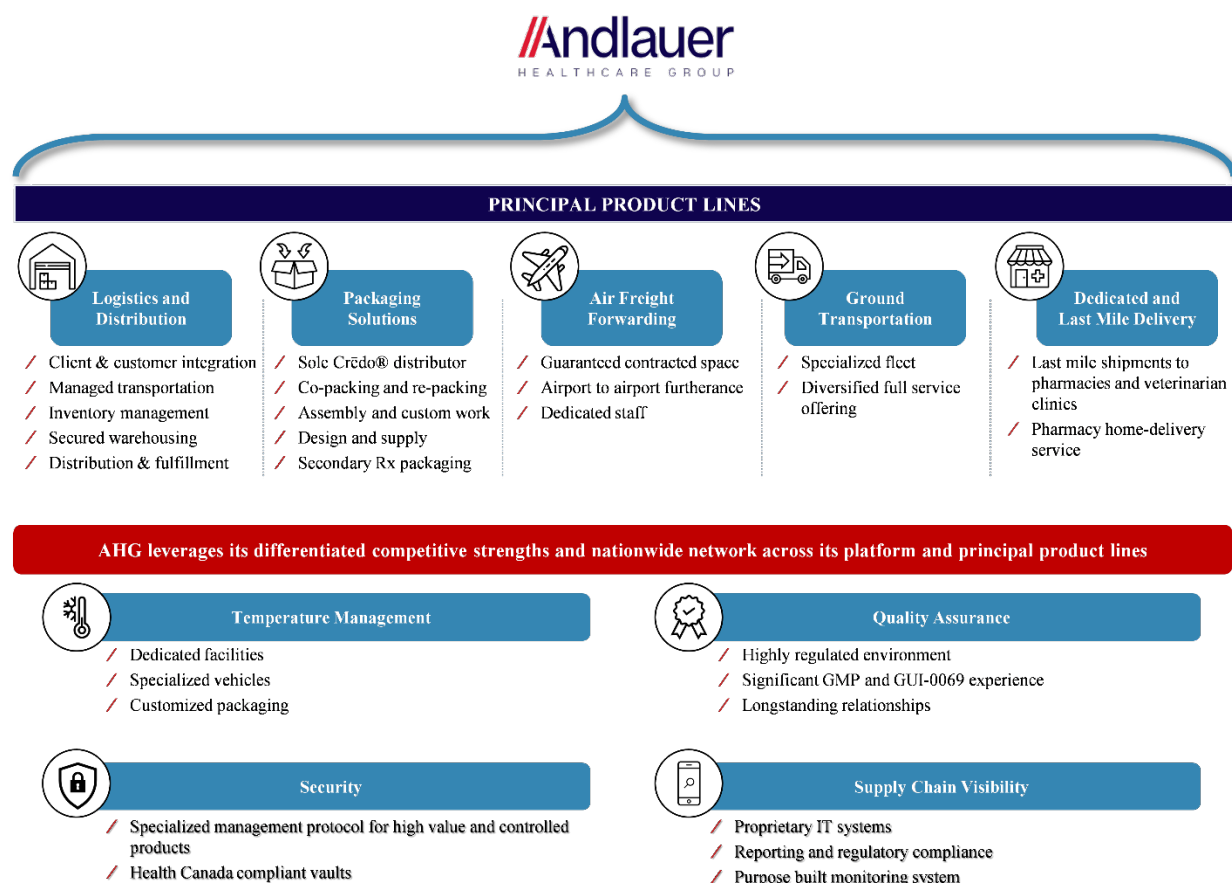 Andlauer
HEALTHCARE GROUP
PRINCIPAL PRODUCT LINES
Logistics and
Distribution
Client & customer integration
Managed transportation
Inventory management
Secured warehousing
Distribution & fulfillment
Packaging
Solutions
Sole Crēdo® distributor
Co-packing and re-packing
Assembly and custom work
Design and supply
Secondary Rx packaging
Air Freight
Forwarding
Guaranteed contracted space
Airport to airport furtherance
Dedicated staff
Ground
Transportation
Specialized fleet
Diversified full service
offering
Dedicated and
Last Mile Delivery
Last mile shipments to
pharmacies and veterinarian
clinics
Pharmacy home-delivery
service
AHG leverages its differentiated competitive strengths and nationwide network across its platform and principal product lines
Temperature Management
Dedicated facilities
Specialized vehicles
Customized packaging
Quality Assurance
Highly regulated environment
Significant GMP and GUI-0069 experience
Longstanding relationships
Security
Specialized management protocol for high value and controlled
products
Health Canada compliant vaults
Supply Chain Visibility
Proprietary IT systems
Reporting and regulatory compliance
Purpose built monitoring system